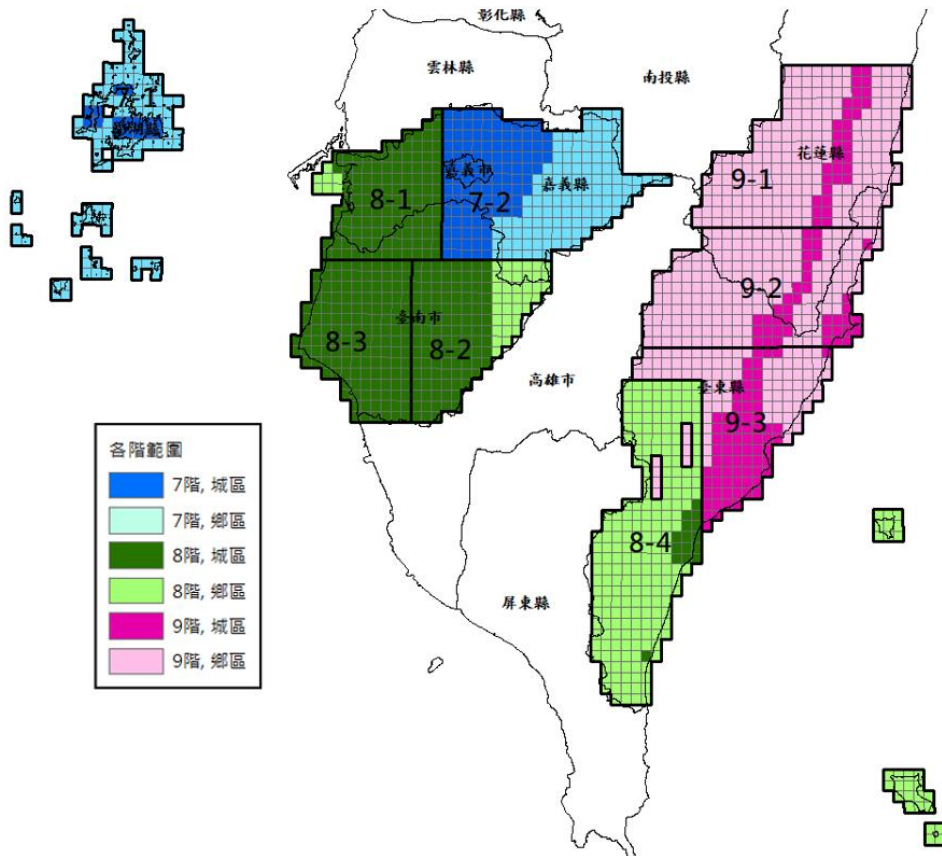 彰化縣
雲林縣
南投縣
7-1
澎湖縣
花蓮縣
9-1
嘉義市
嘉義縣
8-1
7-2
9-2
臺南市
8-3
8-2
高雄市
臺東縣
9-3
各階範圍
7階, 城區
7階, 鄉區
8階, 城區
8階, 鄉區
9階, 城區
9階, 鄉區
8-4
屏東縣